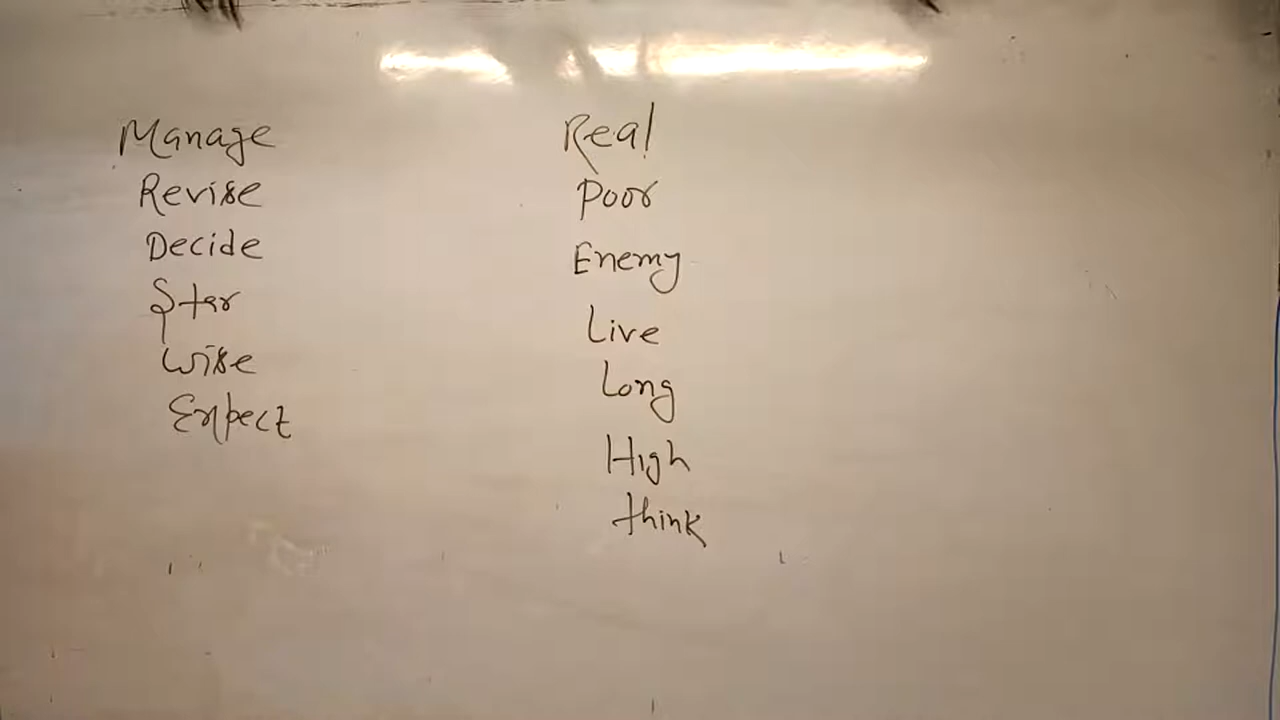 Manage
Revise
Decide
Star
Wise
Expect
Real
Poor
Enemy
Live
Long
High
think